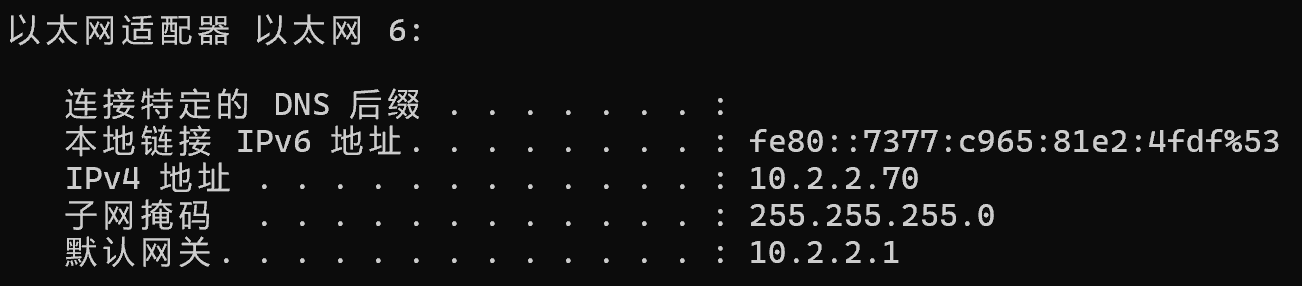 以太网适配器 以太网 6:
连接特定的 DNS 后缀 . . . . . . . :
本地链接 IPv6 地址. . . . . . . . : fe80::7377:c965:81e2:4fdf%53
IPv4 地址 . . . . . . . . . . . . : 10.2.2.70
子网掩码  . . . . . . . . . . . . : 255.255.255.0
默认网关. . . . . . . . . . . . . : 10.2.2.1